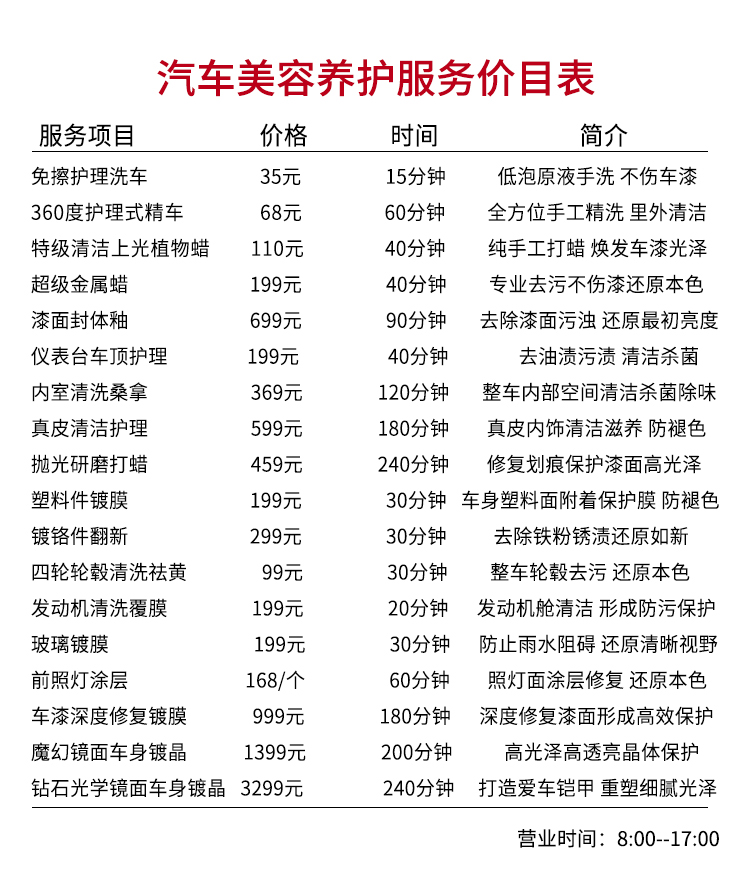 汽车美容养护服务价目表
服务项目 价格 时间 简介
免擦护理洗车 35元 15分钟 低泡原液手洗 不伤车漆
360度护理式精车 68元 60分钟 全方位手工精洗 里外清洁
特级清洁上光植物蜡 110元 40分钟 纯手工打蜡 焕发车漆光泽
超级金属蜡 199元 40分钟 专业去污不伤漆还原本色
漆面封体釉 699元 90分钟 去除漆面污浊 还原最初亮度
仪表台车顶护理 199元 40分钟 去油渍污渍 清洁杀菌
内室清洗桑拿 369元 120分钟 整车内部空间清洁杀菌除味
真皮清洁护理 599元 180分钟 真皮内饰清洁滋养 防褪色
抛光研磨打蜡 459元 240分钟 修复划痕保护漆面高光泽
塑料件镀膜 199元 30分钟 车身塑料面附着保护膜 防褪色
镀铬件翻新 299元 30分钟 去除铁粉锈渍还原如新
四轮轮毂清洗祛黄 99元 30分钟 整车轮毂去污 还原本色
发动机清洗覆膜 199元 20分钟 发动机舱清洁 形成防污保护
玻璃镀膜 199元 30分钟 防止雨水阻碍 还原清晰视野
前照灯涂层 168/个 60分钟 照灯面涂层修复 还原本色
车漆深度修复镀膜 999元 180分钟 深度修复漆面形成高效保护
魔幻镜面车身镀晶 1399元 200分钟 高光泽高透亮晶体保护
钻石光学镜面车身镀晶 3299元 240分钟 打造爱车铠甲 重塑细腻光泽
营业时间：8:00--17:00